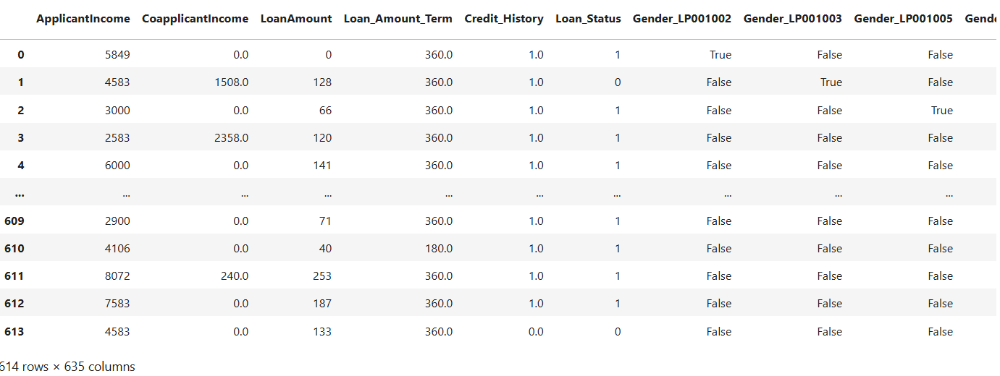 ApplicantIncome CoapplicantIncome LoanAmount Loan_Amount_Term Credit_History Loan_Status Gender_LP001002 Gender_LP001003 Gender_LP001005 Gende
0 5849 0.0 0 360.0 1.0 1 True False False
1 4583 1508.0 128 360.0 1.0 0 False True False
2 3000 0.0 66 360.0 1.0 1 False False True
3 2583 2358.0 120 360.0 1.0 1 False False False
4 6000 0.0 141 360.0 1.0 1 False False False
... ... ... ... ... ... ... ... ... ...
609 2900 0.0 71 360.0 1.0 1 False False False
610 4106 0.0 40 180.0 1.0 1 False False False
611 8072 240.0 253 360.0 1.0 1 False False False
612 7583 0.0 187 360.0 1.0 1 False False False
613 4583 0.0 133 360.0 0.0 0 False False False
614 rows × 635 columns